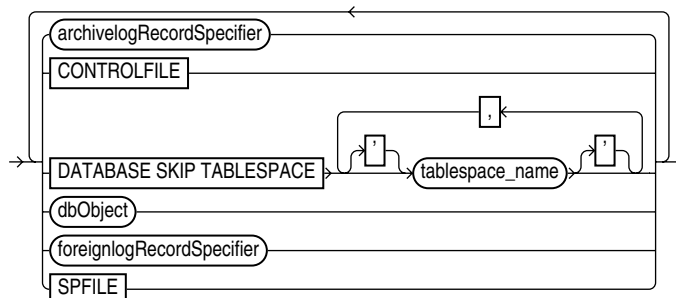 archivelogRecordSpecifier
CONTROLFILE
,
DATABASE SKIP TABLESPACE ' tablespace_name '
dbObject
foreignlogRecordSpecifier
SPFILE